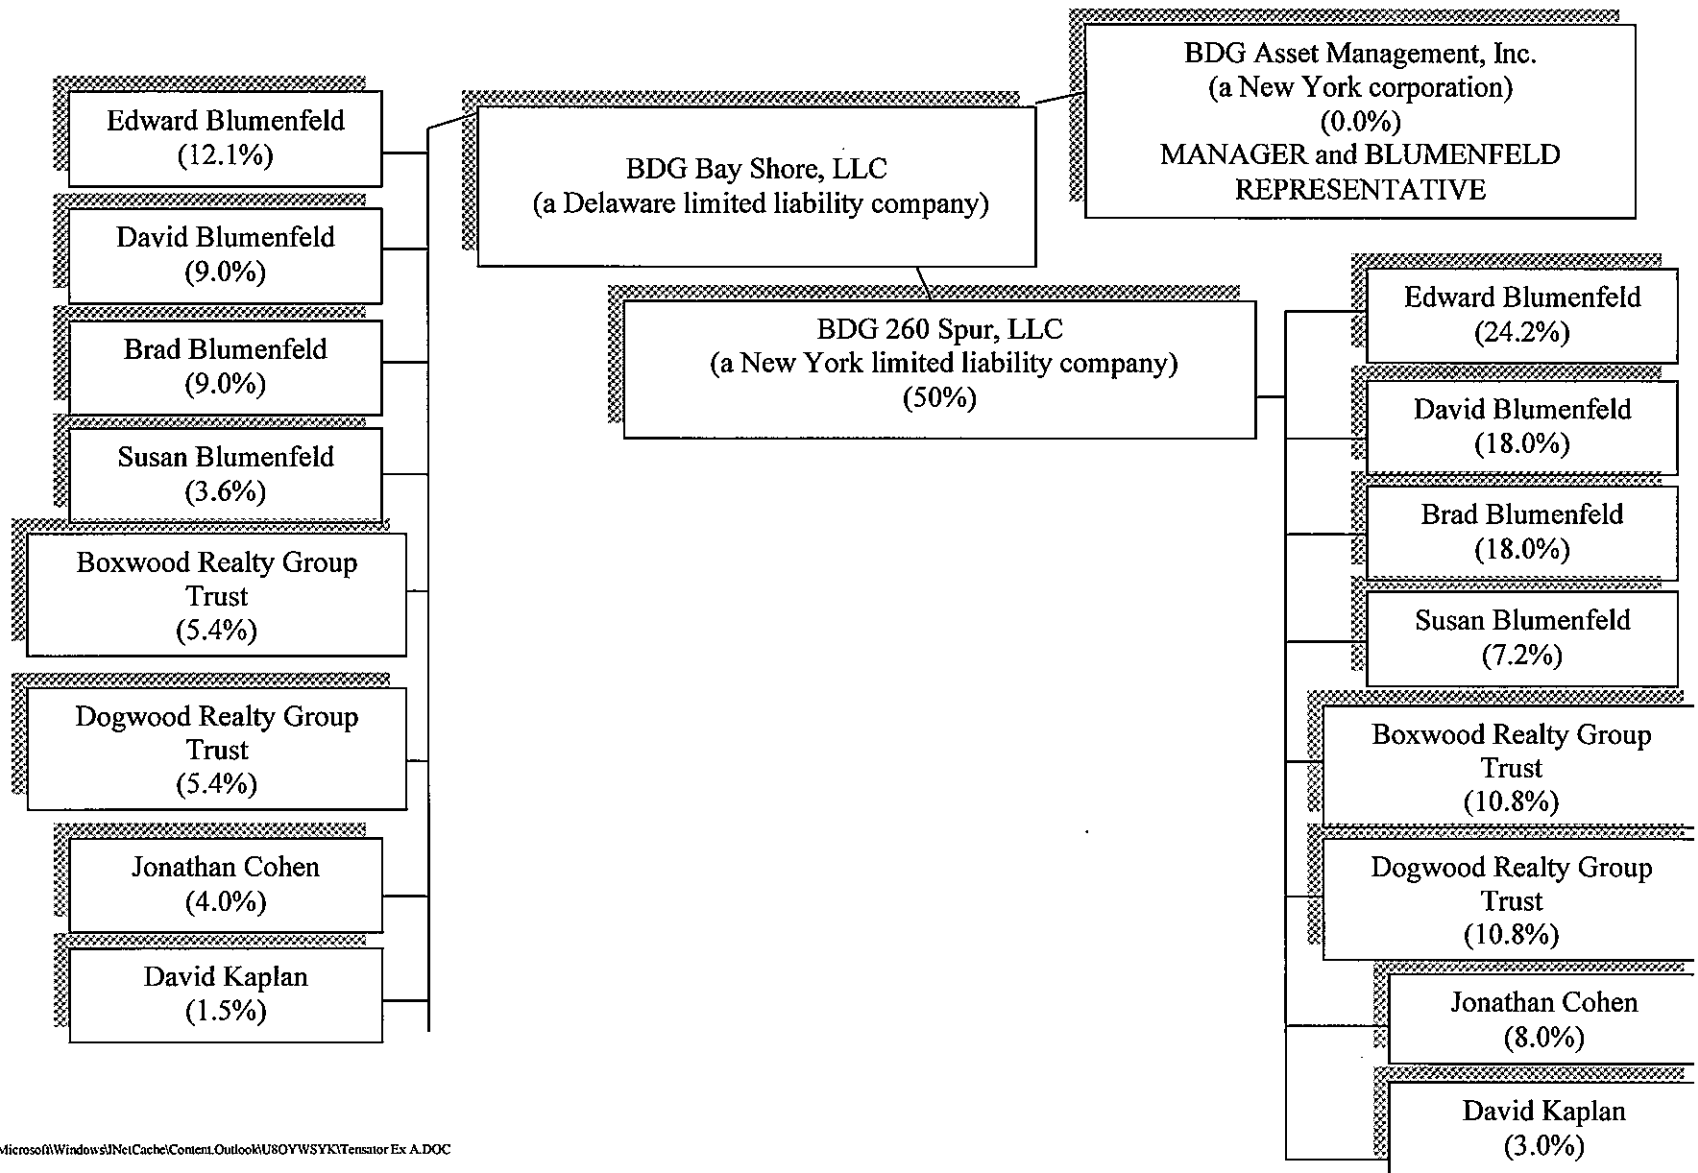 BDG Asset Management, Inc.
(a New York corporation)
(0.0%)
MANAGER and BLUMENFELD
REPRESENTATIVE
BDG Bay Shore, LLC
(a Delaware limited liability company)
BDG 260 Spur, LLC
(a New York limited liability company)
(50%)
Edward Blumenfeld
(12.1%)
David Blumenfeld
(9.0%)
Brad Blumenfeld
(9.0%)
Susan Blumenfeld
(3.6%)
Boxwood Realty Group
Trust
(5.4%)
Dogwood Realty Group
Trust
(5.4%)
Jonathan Cohen
(4.0%)
David Kaplan
(1.5%)
Edward Blumenfeld
(24.2%)
David Blumenfeld
(18.0%)
Brad Blumenfeld
(18.0%)
Susan Blumenfeld
(7.2%)
Boxwood Realty Group
Trust
(10.8%)
Dogwood Realty Group
Trust
(10.8%)
Jonathan Cohen
(8.0%)
David Kaplan
(3.0%)
Microsoft\Windows\INetCache\Content.Outlook\U8OYWSYK\Tensator Ex A.DOC